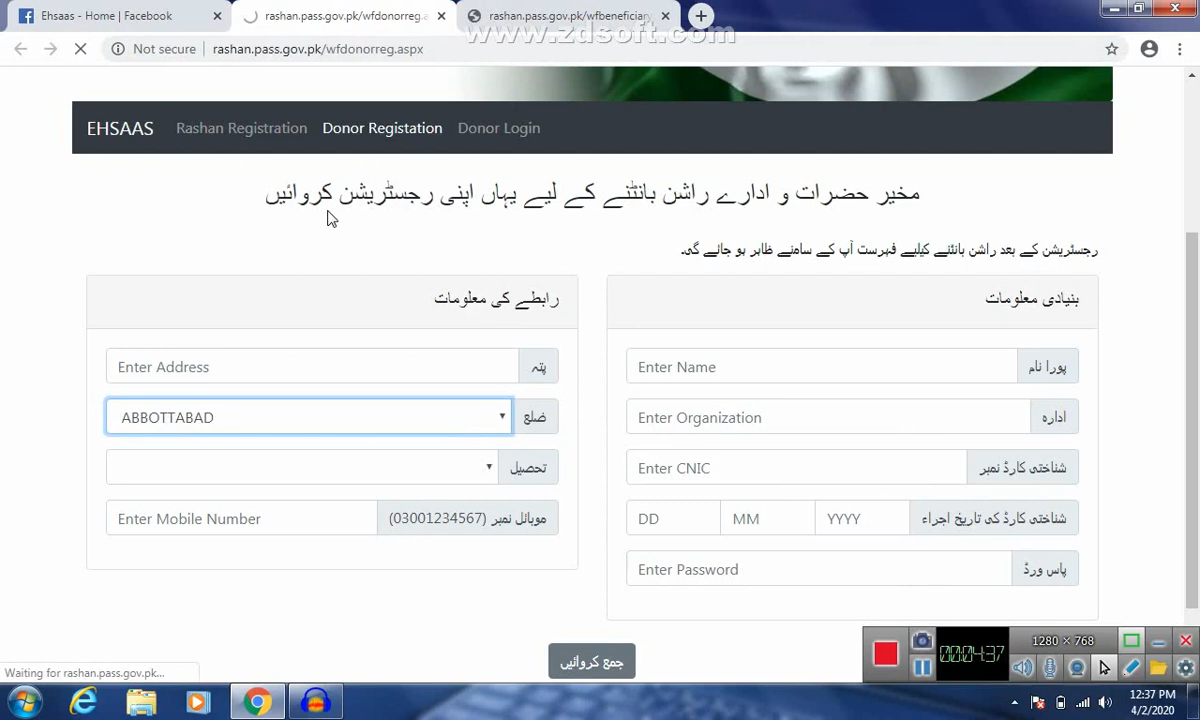 Ehsaas - Home | Facebook
rashan.pass.gov.pk/wfdonorreg.a
rashan.pass.gov.pk/wfbeneficiary
www.zdsoft.com
Not secure | rashan.pass.gov.pk/wfdonorreg.aspx
EHSAAS Rashan Registration Donor Registation Donor Login
مخیر حضرات و ادارے راشن بانٹنے کے لیے یہاں اپنی رجسٹریشن کروائیں
رجسٹریشن کے بعد راشن بانٹنے کیلیے فہرست آپ کے سامنے ظاہر ہو جائے گی۔
بنیادی معلومات
پورا نام Enter Name
ادارہ Enter Organization
شناختی کارڈ نمبر Enter CNIC
شناختی کارڈ کی تاریخ اجراء DD MM YYYY
پاس ورڈ Enter Password
رابطے کی معلومات
پتہ Enter Address
ضلع ABBOTTABAD
تحصیل
موبائل نمبر (03001234567) Enter Mobile Number
جمع کروائیں
1280 × 768
00:04:37
Waiting for rashan.pass.gov.pk...
12:37 PM
4/2/2020